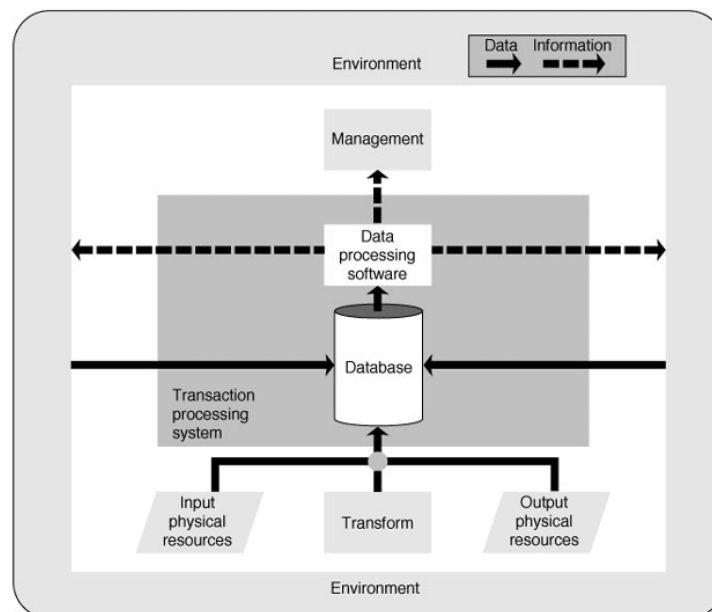 Data Information
Environment
Management
Data
processing
software
Database
Transaction
processing
system
Input
physical
resources
Transform
Output
physical
resources
Environment